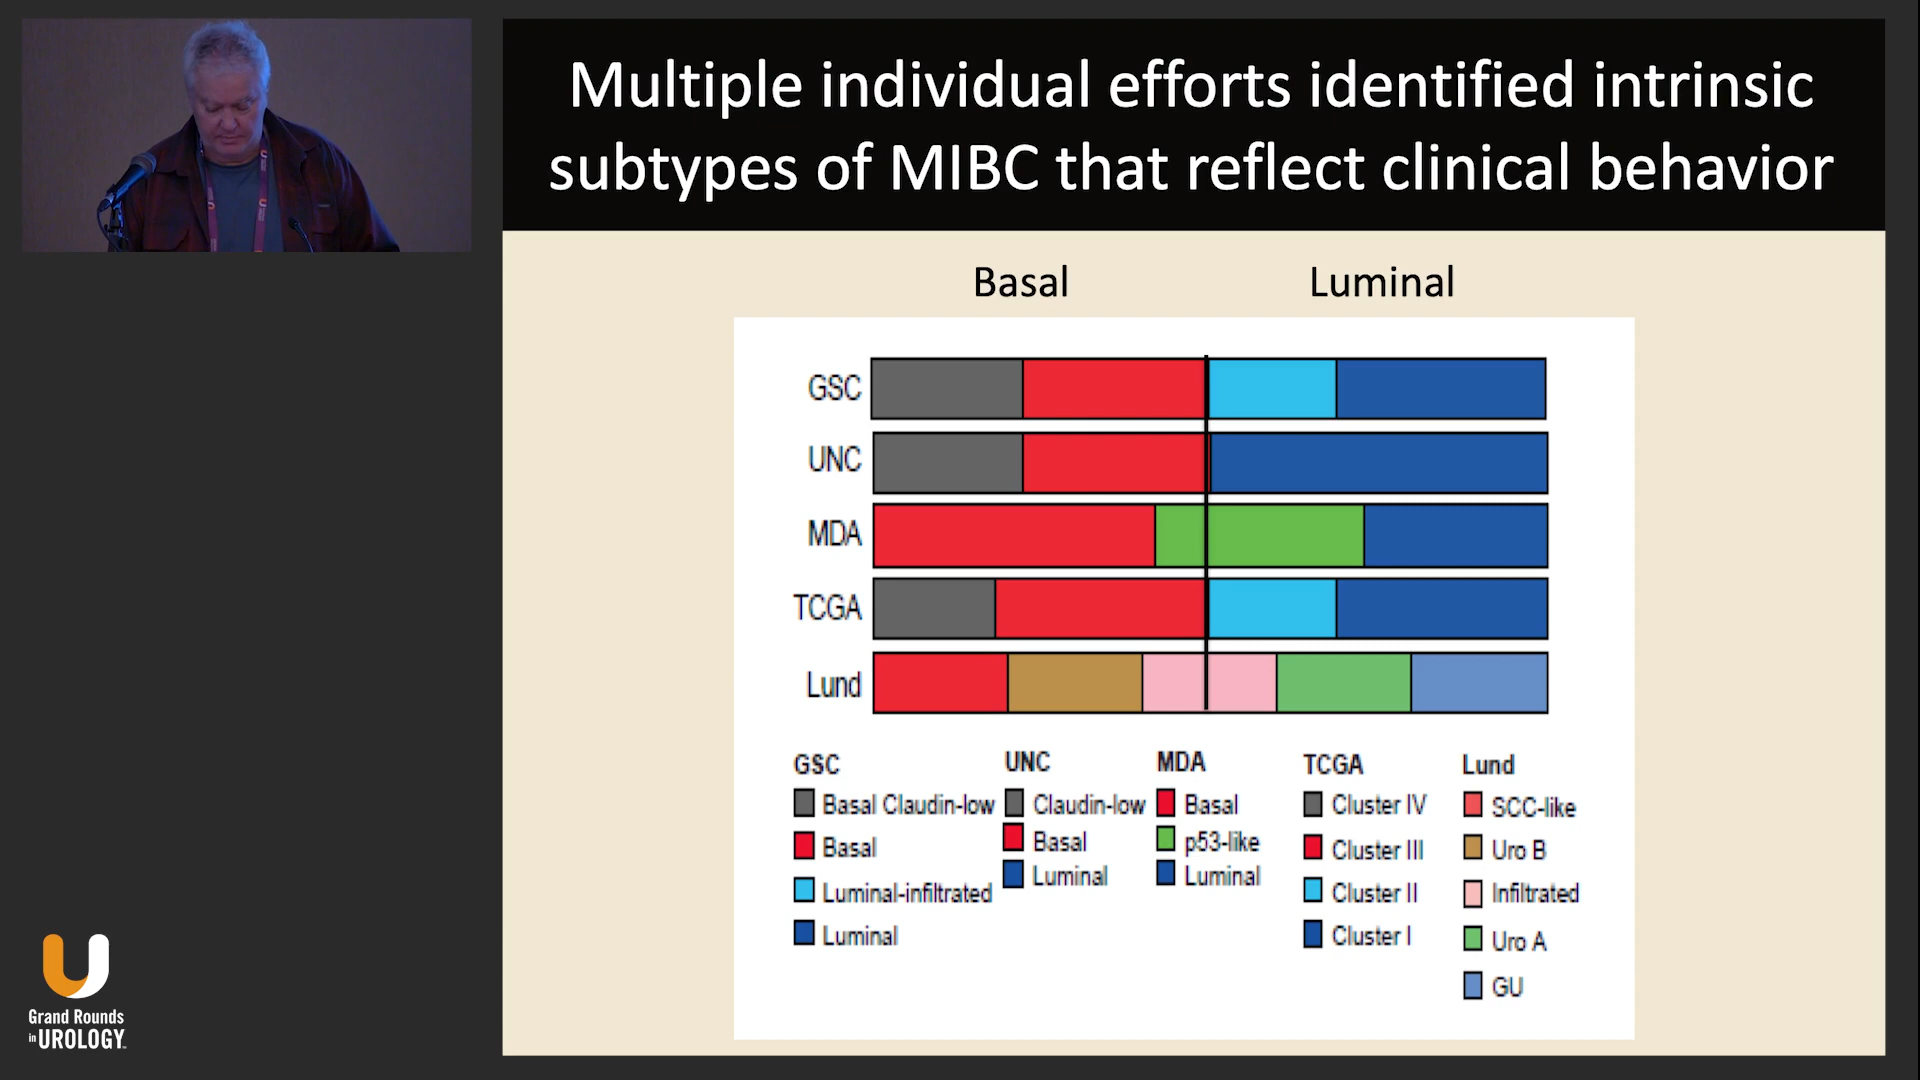 Multiple individual efforts identified intrinsic
subtypes of MIBC that reflect clinical behavior
Basal
Luminal
GSC
UNC
MDA
TCGA
Lund
GSC
Basal Claudin-low
Basal
Luminal-infiltrated
Luminal
UNC
Claudin-low
Basal
Luminal
MDA
Basal
p53-like
Luminal
TCGA
Cluster IV
Cluster III
Cluster II
Cluster I
Lund
SCC-like
Uro B
Infiltrated
Uro A
GU
Grand Rounds
in UROLOGY